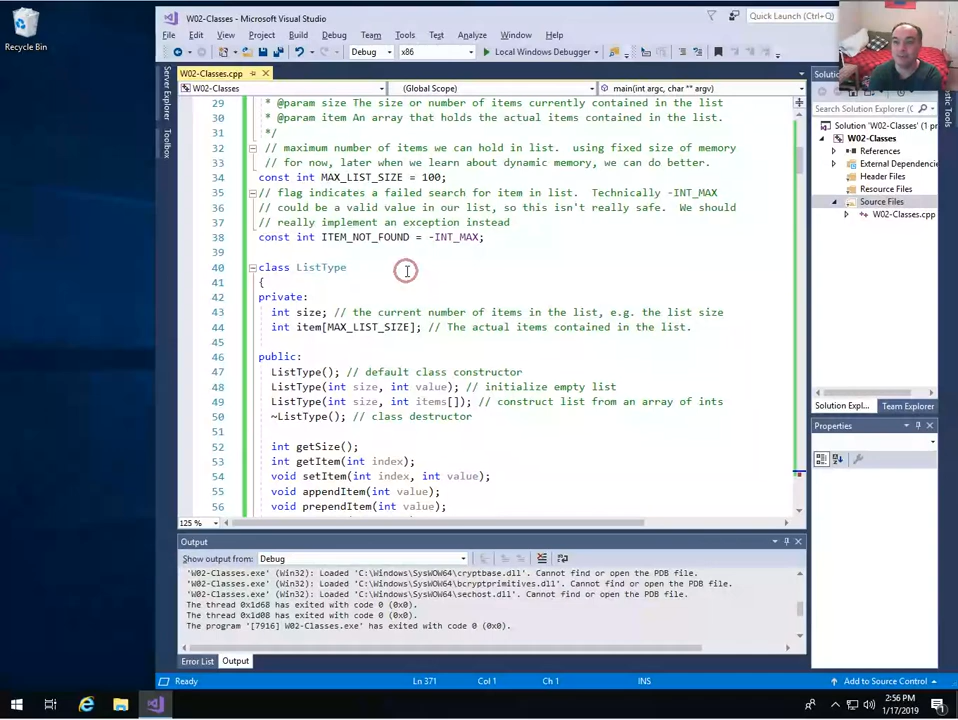 W02-Classes - Microsoft Visual Studio
Quick Launch (Ctrl+Q)
Recycle Bin
File Edit View Project Build Debug Team Tools Test Analyze Window Help
Debug x86 Local Windows Debugger
Server Explorer
Toolbox
W02-Classes.cpp
W02-Classes (Global Scope) main(int argc, char ** argv)
29 * @param size The size or number of items currently contained in the list
30 * @param item An array that holds the actual items contained in the list.
31 */
32 // maximum number of items we can hold in list. using fixed size of memory
33 // for now, later when we learn about dynamic memory, we can do better.
34 const int MAX_LIST_SIZE = 100;
35 // flag indicates a failed search for item in list. Technically -INT_MAX
36 // could be a valid value in our list, so this isn't really safe. We should
37 // really implement an exception instead
38 const int ITEM_NOT_FOUND = -INT_MAX;
39
40 class ListType
41 {
42 private:
43 int size; // the current number of items in the list, e.g. the list size
44 int item[MAX_LIST_SIZE]; // The actual items contained in the list.
45
46 public:
47 ListType(); // default class constructor
48 ListType(int size, int value); // initialize empty list
49 ListType(int size, int items[]); // construct list from an array of ints
50 ~ListType(); // class destructor
51
52 int getSize();
53 int getItem(int index);
54 void setItem(int index, int value);
55 void appendItem(int value);
56 void prependItem(int value);
125 %
Output
Show output from: Debug
'W02-Classes.exe' (Win32): Loaded 'C:\Windows\SysWOW64\cryptbase.dll'. Cannot find or open the PDB file.
'W02-Classes.exe' (Win32): Loaded 'C:\Windows\SysWOW64\bcryptprimitives.dll'. Cannot find or open the PDB file.
'W02-Classes.exe' (Win32): Loaded 'C:\Windows\SysWOW64\sechost.dll'. Cannot find or open the PDB file.
The thread 0x1d68 has exited with code 0 (0x0).
The thread 0x1d08 has exited with code 0 (0x0).
The program '[7916] W02-Classes.exe' has exited with code 0 (0x0).
Error List Output
Search Solution Explorer
Solution 'W02-Classes' (1 pr
W02-Classes
References
External Dependencie
Header Files
Resource Files
Source Files
W02-Classes.cpp
Solution Expl... Team Explorer
Properties
Ready Ln 371 Col 1 Ch 1 INS Add to Source Control
2:56 PM
1/17/2019